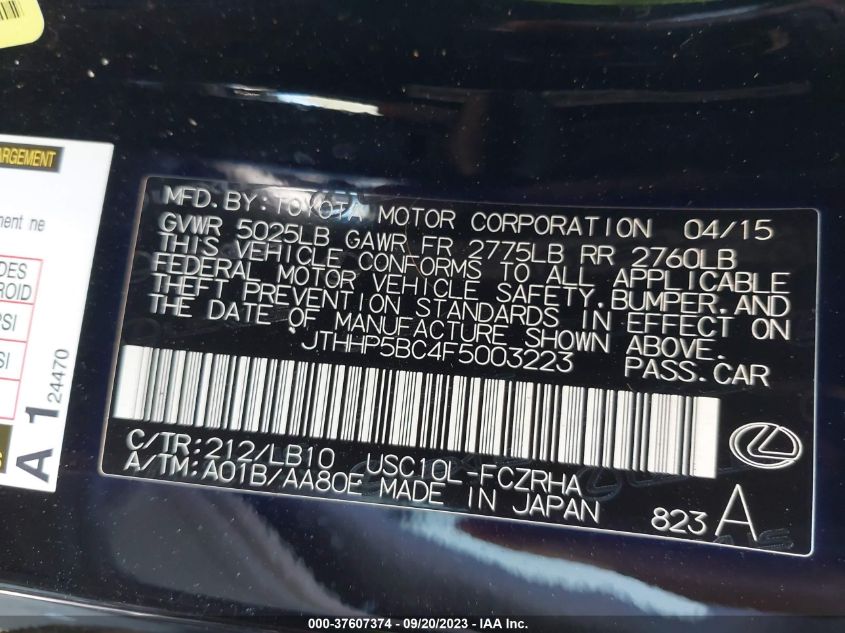 ARGEMENT
ment ne
DES
ROID
PSI
SI
A 1 24470
MFD. BY: TOYOTA MOTOR CORPORATION 04/15
GVWR 5025LB GAWR FR 2775LB RR 2760LB
THIS VEHICLE CONFORMS TO ALL APPLICABLE
FEDERAL MOTOR VEHICLE SAFETY, BUMPER, AND
THEFT PREVENTION STANDARDS IN EFFECT ON
THE DATE OF MANUFACTURE SHOWN ABOVE.
JTHHP5BC4F5003223 PASS. CAR
C/TR: 212/LB10 USC10L-FCZRHA
A/TM: A01B/AA80E MADE IN JAPAN 823 A
000-37607374 - 09/20/2023 - IAA Inc.